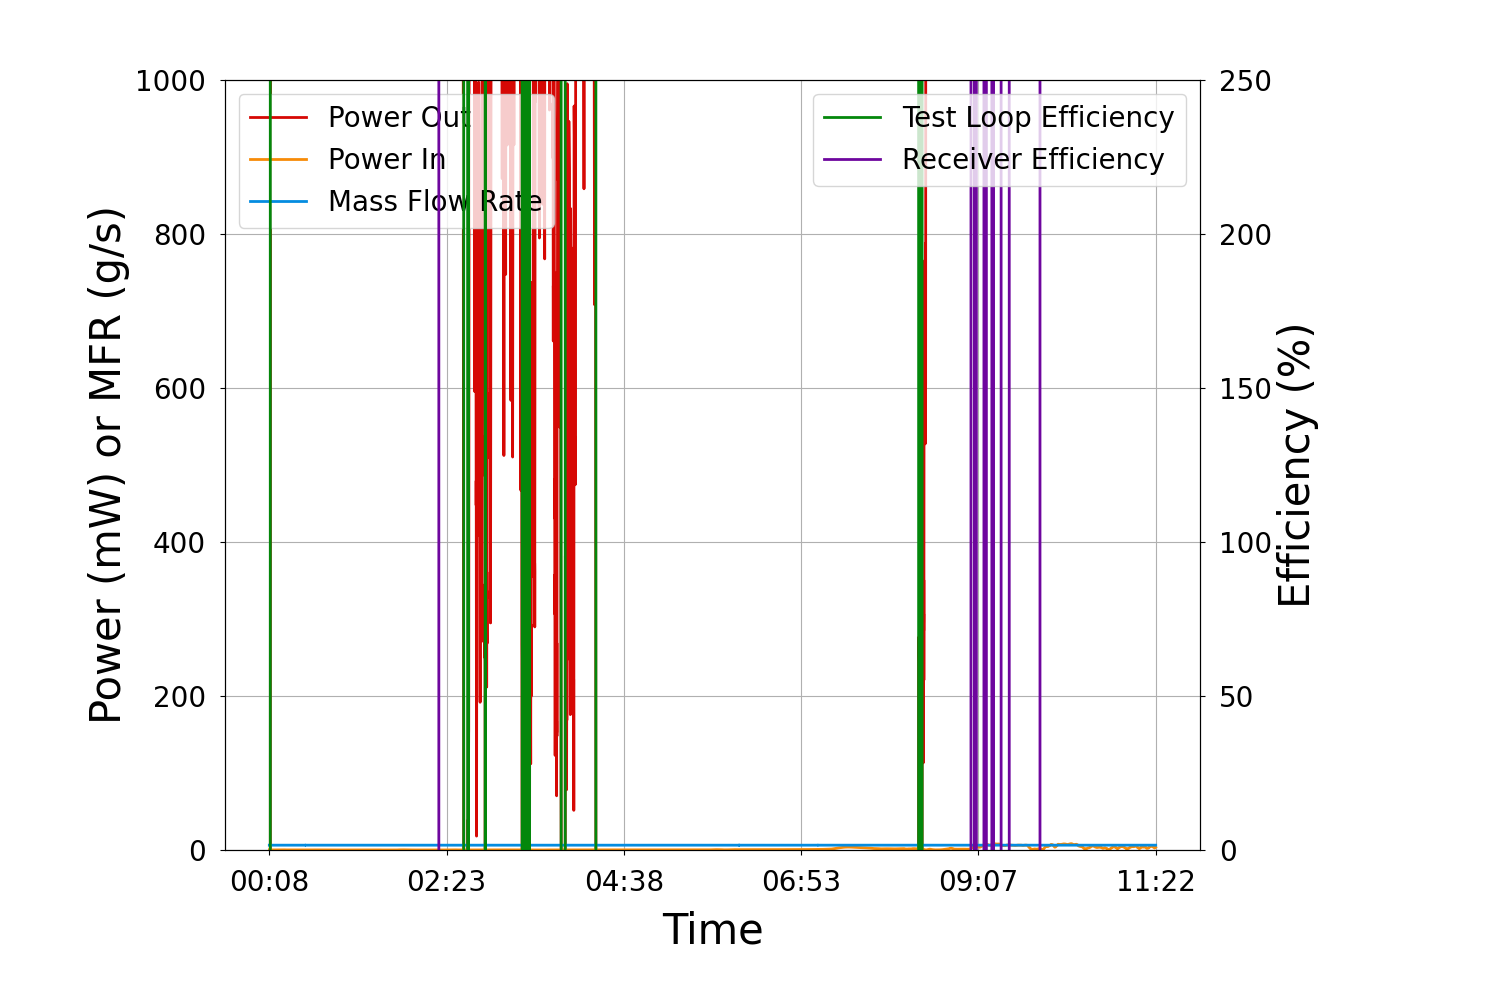 1000
800
600
400
200
0
Power (mW) or MFR (g/s)
Power Out
Power In
Mass Flow Rate
Test Loop Efficiency
Receiver Efficiency
250
200
150
100
50
0
Efficiency (%)
00:08 02:23 04:38 06:53 09:07 11:22
Time